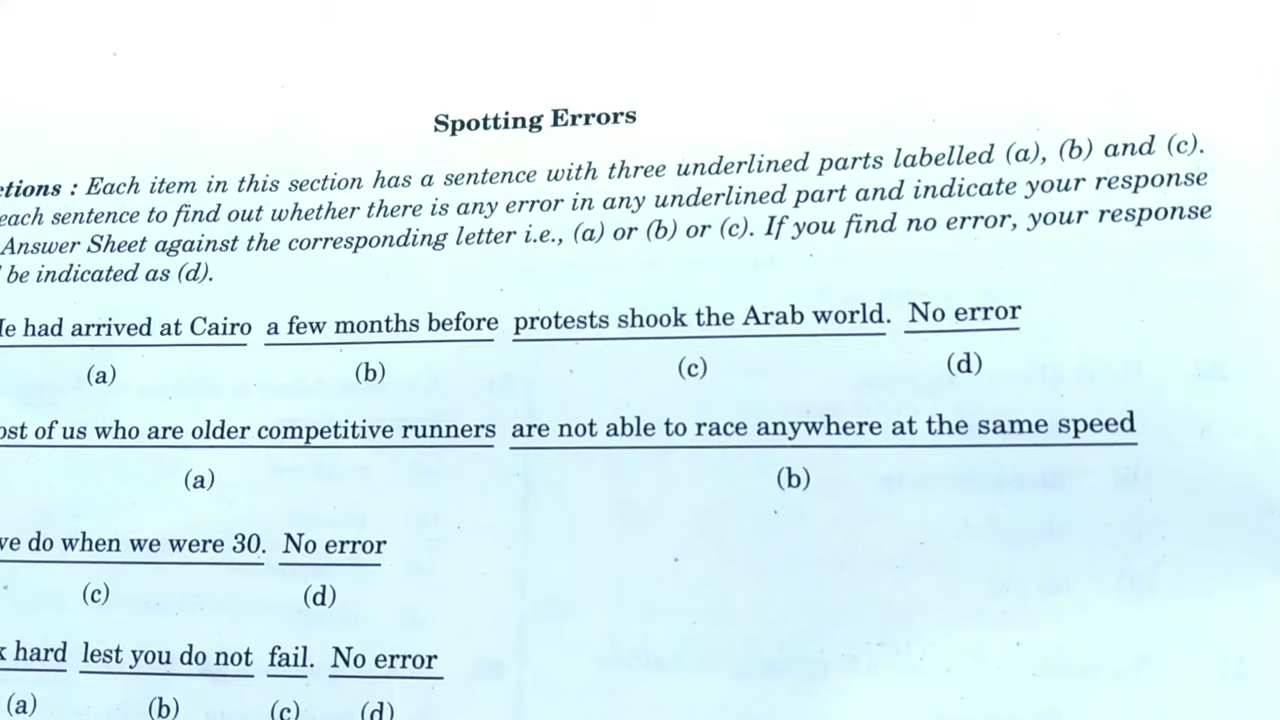 Spotting Errors
: Each item in this section has a sentence with three underlined parts labelled (a), (b) and (c).
each sentence to find out whether there is any error in any underlined part and indicate your response
Answer Sheet against the corresponding letter i.e., (a) or (b) or (c). If you find no error, your response
be indicated as (d).
had arrived at Cairo a few months before protests shook the Arab world. No error
(a) (b) (c) (d)
of us who are older competitive runners are not able to race anywhere at the same speed
(a) (b)
do when we were 30. No error
(c) (d)
hard lest you do not fail. No error
(a) (b) (c) (d)